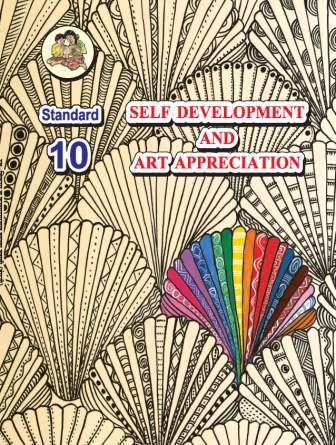 Standard
10
SELF DEVELOPMENT
AND
ART APPRECIATION